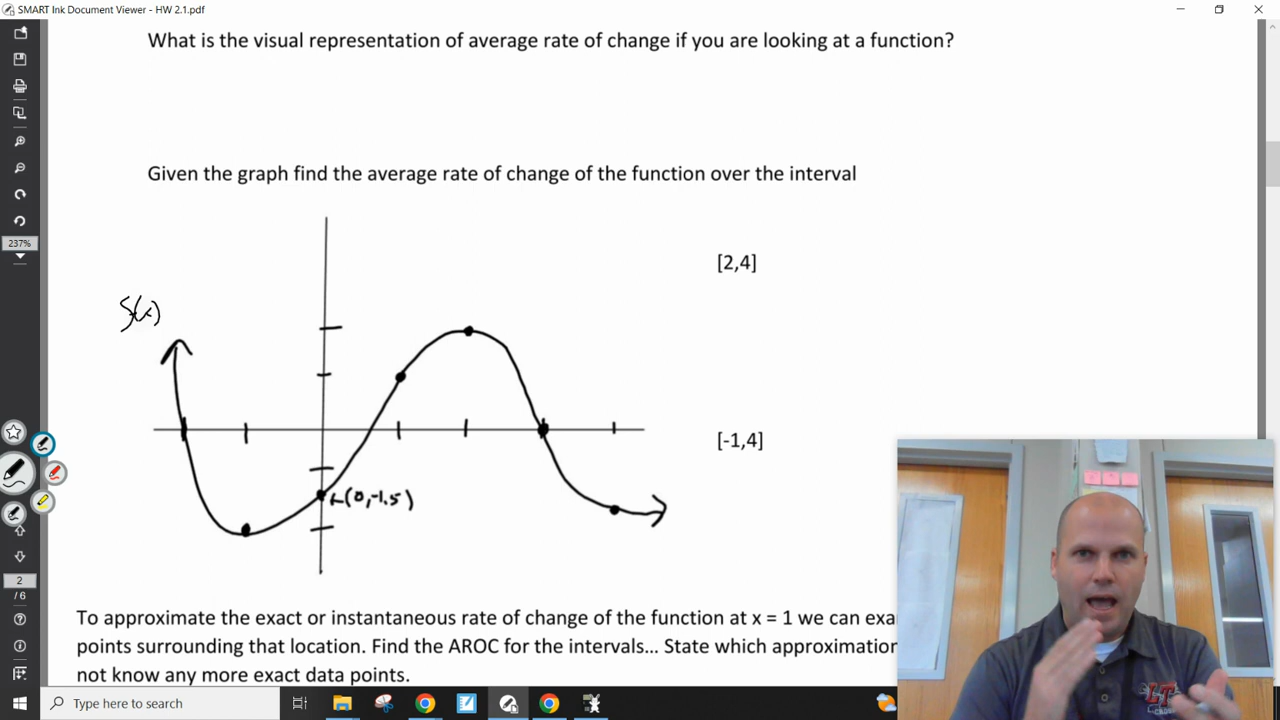 SMART Ink Document Viewer - HW 2.1.pdf
What is the visual representation of average rate of change if you are looking at a function?
Given the graph find the average rate of change of the function over the interval
237%
[2,4]
f(x)
[-1,4]
(0,-1.5)
2
/ 6
To approximate the exact or instantaneous rate of change of the function at x = 1 we can exa
points surrounding that location. Find the AROC for the intervals... State which approximation
not know any more exact data points.
LT
Type here to search